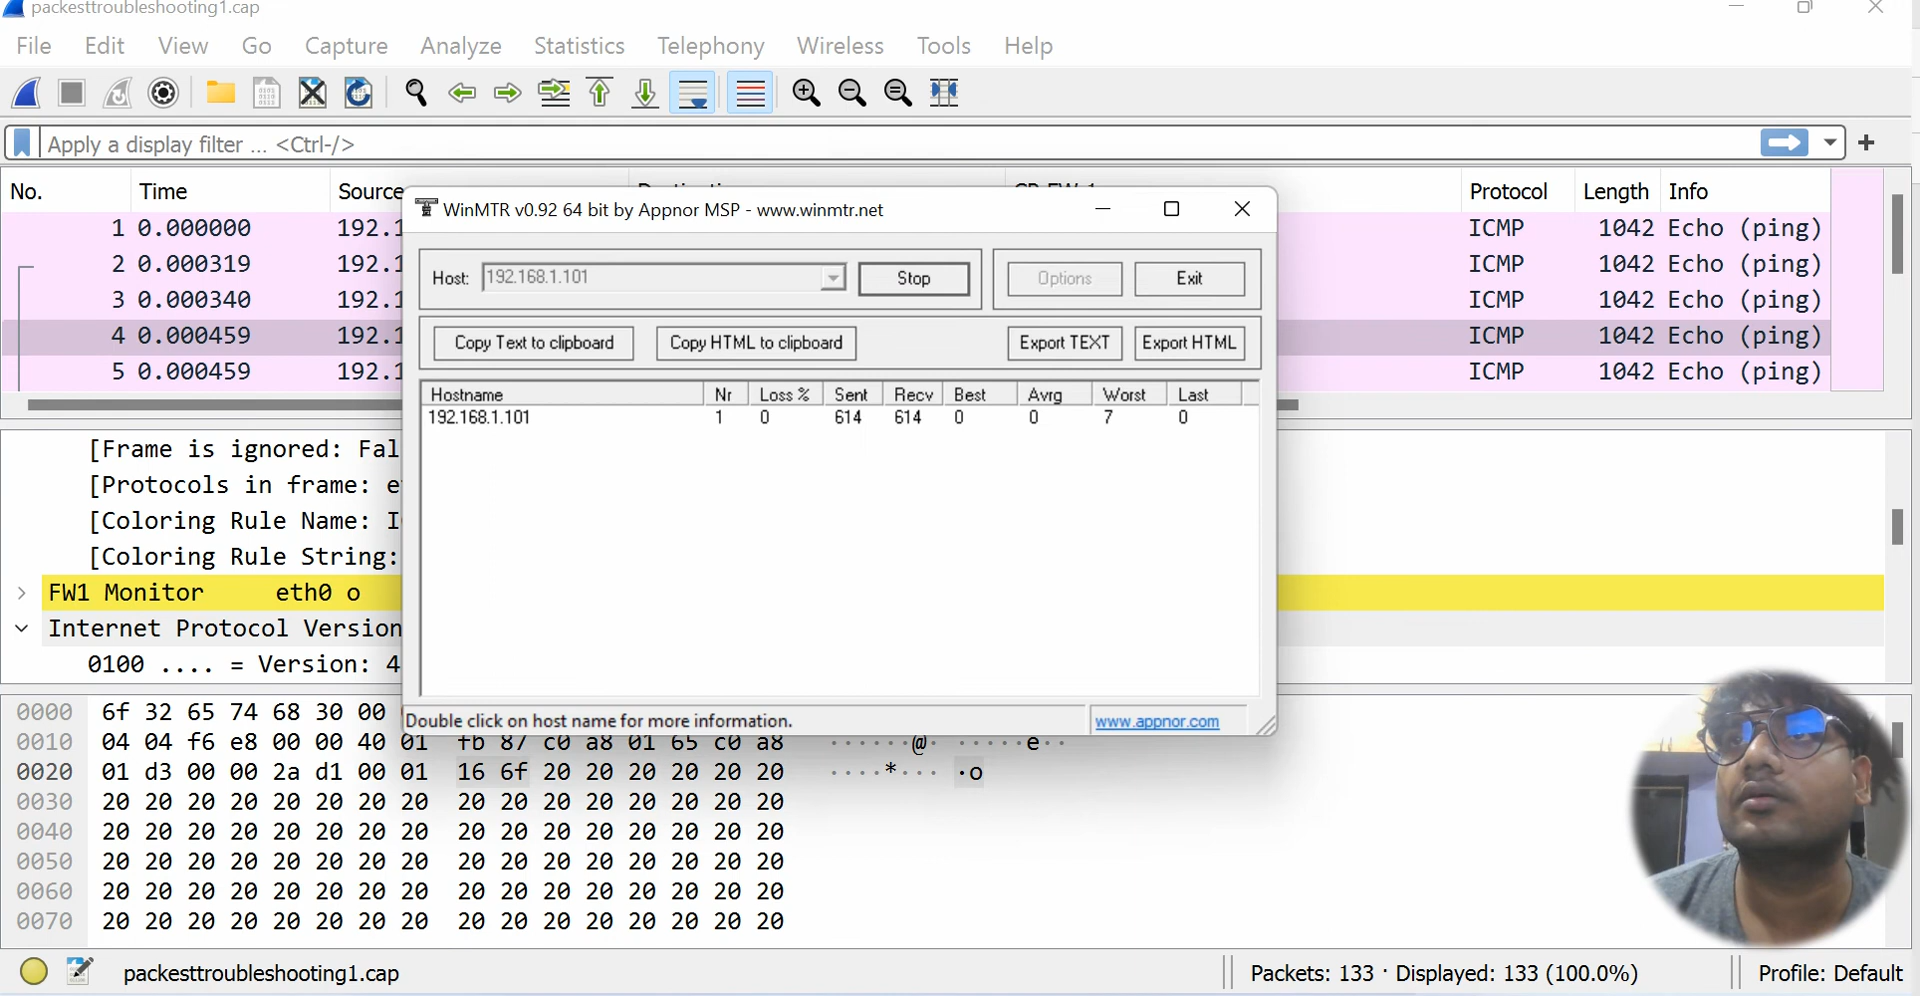 packesttroubleshooting1.cap
File Edit View Go Capture Analyze Statistics Telephony Wireless Tools Help
Apply a display filter ... <Ctrl-/>
No. Time Source Protocol Length Info
1 0.000000 192.1 ICMP 1042 Echo (ping)
2 0.000319 192.1 ICMP 1042 Echo (ping)
3 0.000340 192.1 ICMP 1042 Echo (ping)
4 0.000459 192.1 ICMP 1042 Echo (ping)
5 0.000459 192.1 ICMP 1042 Echo (ping)
WinMTR v0.92 64 bit by Appnor MSP - www.winmtr.net
Host: 192.168.1.101 Stop Options Exit
Copy Text to clipboard Copy HTML to clipboard Export TEXT Export HTML
Hostname Nr Loss % Sent Recv Best Avrg Worst Last
192.168.1.101 1 0 614 614 0 0 7 0
Double click on host name for more information. www.appnor.com
[Frame is ignored: Fal
[Protocols in frame: e
[Coloring Rule Name: I
[Coloring Rule String:
FW1 Monitor eth0 o
Internet Protocol Version
0100 .... = Version: 4
0000 6f 32 65 74 68 30 00
0010 04 04 f6 e8 00 00 40 01 fb 87 c0 a8 01 65 c0 a8 ······@· ·····e··
0020 01 d3 00 00 2a d1 00 01 16 6f 20 20 20 20 20 20 ····*··· ·o
0030 20 20 20 20 20 20 20 20 20 20 20 20 20 20 20 20
0040 20 20 20 20 20 20 20 20 20 20 20 20 20 20 20 20
0050 20 20 20 20 20 20 20 20 20 20 20 20 20 20 20 20
0060 20 20 20 20 20 20 20 20 20 20 20 20 20 20 20 20
0070 20 20 20 20 20 20 20 20 20 20 20 20 20 20 20 20
packesttroubleshooting1.cap Packets: 133 · Displayed: 133 (100.0%) Profile: Default